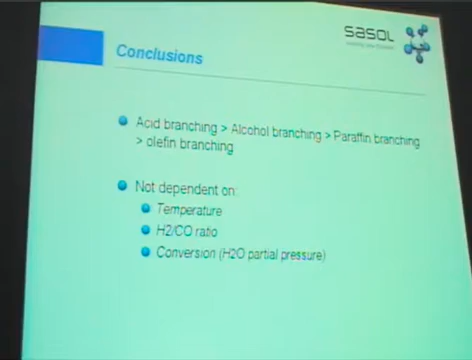 sasol
Conclusions
Acid branching > Alcohol branching > Paraffin branching
> olefin branching
Not dependent on:
Temperature
H2/CO ratio
Conversion (H2O partial pressure)